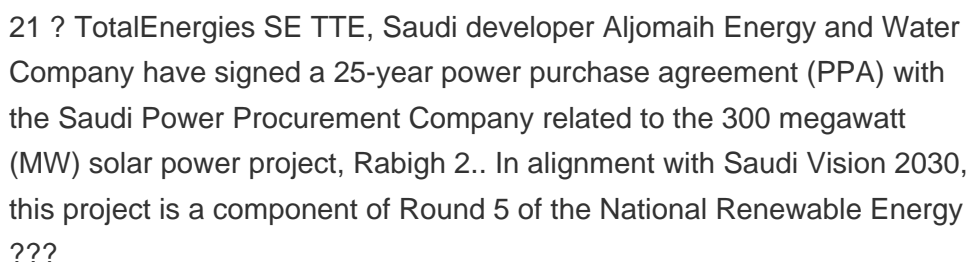 21 ? TotalEnergies SE TTE, Saudi developer Aljomaih Energy and Water
Company have signed a 25-year power purchase agreement (PPA) with
the Saudi Power Procurement Company related to the 300 megawatt
(MW) solar power project, Rabigh 2.. In alignment with Saudi Vision 2030,
this project is a component of Round 5 of the National Renewable Energy
???